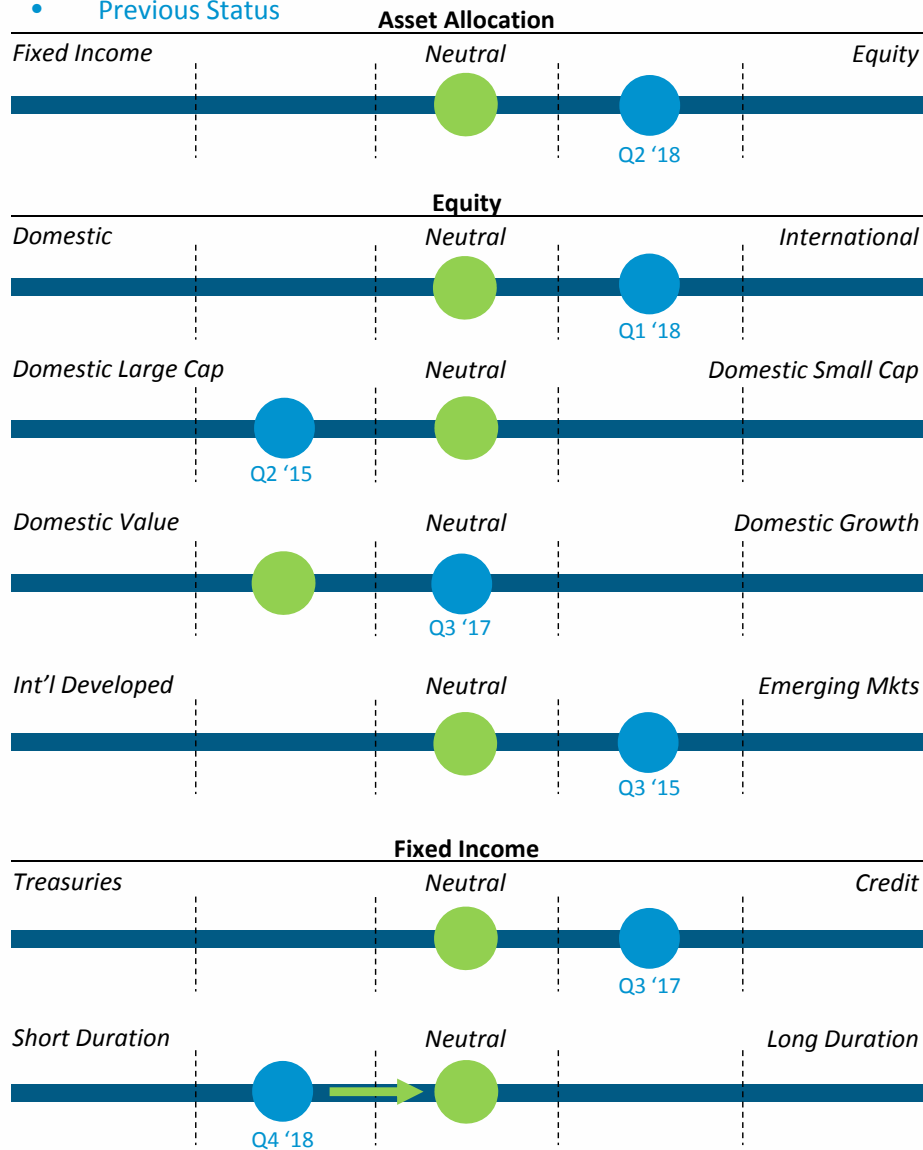 • Previous Status
Asset Allocation
Fixed Income Neutral Equity
Q2 ‘18
Equity
Domestic Neutral International
Q1 ‘18
Domestic Large Cap Neutral Domestic Small Cap
Q2 ‘15
Domestic Value Neutral Domestic Growth
Q3 ‘17
Int’l Developed Neutral Emerging Mkts
Q3 ‘15
Fixed Income
Treasuries Neutral Credit
Q3 ‘17
Short Duration Neutral Long Duration
Q4 ‘18